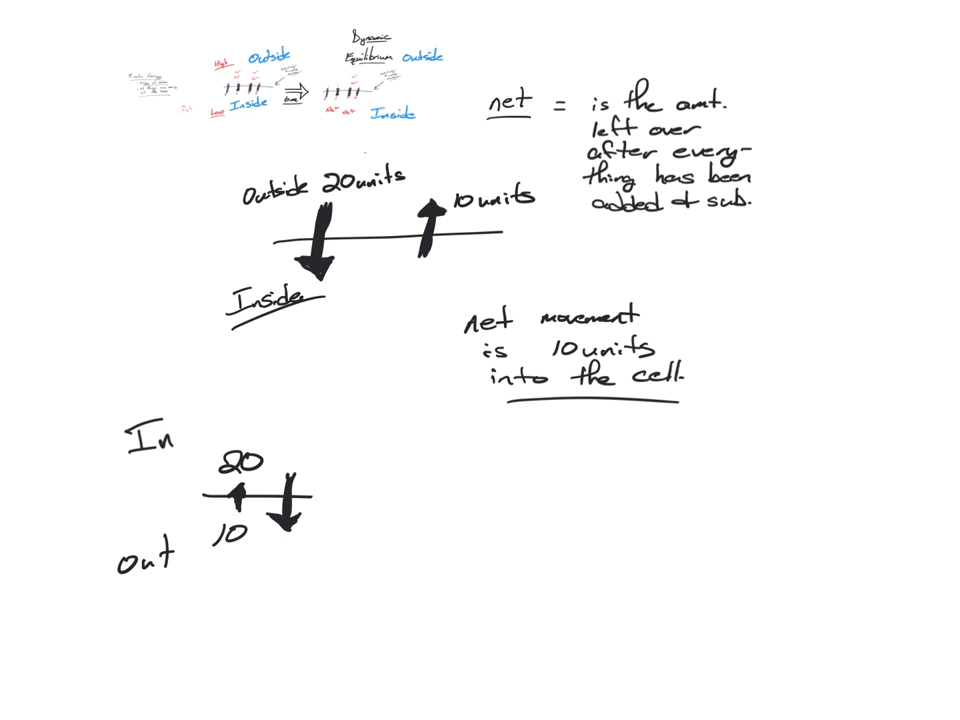 Dynamic
Equilibrium
High Outside
Outside
time
Low Inside
Inside
net = is the amt.
left over
after every-
thing has been
added & sub.
Outside 20 units
10 units
Inside
net movement
is 10 units
into the cell.
In
20
10
out